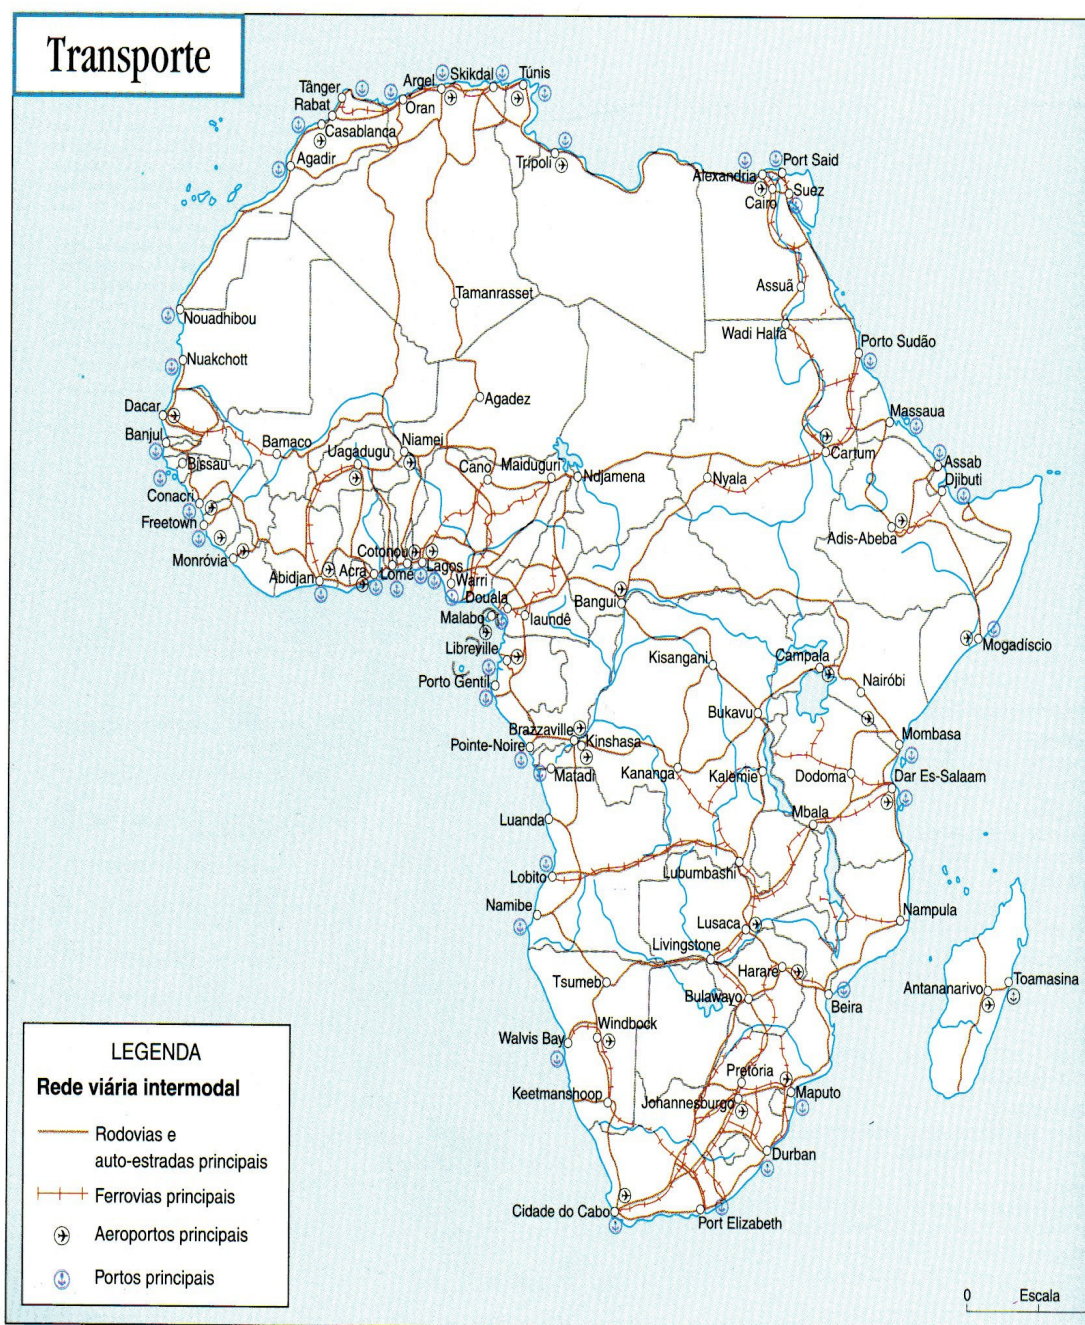 Transporte
Tânger
Rabat
Casablanca
Agadir
Argel
Oran
Skikdal
Túnis
Trípoli
Alexandria
Port Said
Cairo
Suez
Assuã
Tamanrasset
Wadi Halfa
Nouadhibou
Nuakchott
Porto Sudão
Agadez
Massaua
Dacar
Banjul
Bissau
Bamaco
Uagadugu
Niamei
Cano
Maiduguri
Ndjamena
Nyala
Cartum
Assab
Djibuti
Conacri
Freetown
Monróvia
Adis-Abeba
Abidjan
Acra
Cotonou
Lomé
Lagos
Warri
Douala
Malabo
Iaundê
Bangui
Libreville
Porto Gentil
Kisangani
Campala
Nairóbi
Mogadíscio
Brazzaville
Pointe-Noire
Kinshasa
Matadi
Bukavu
Mombasa
Kananga
Kalemie
Dodoma
Dar Es-Salaam
Luanda
Mbala
Lobito
Lubumbashi
Namibe
Lusaca
Nampula
Livingstone
Harare
Tsumeb
Bulawayo
Beira
Antananarivo
Toamasina
Walvis Bay
Windbock
Pretória
Keetmanshoop
Johannesburgo
Maputo
Durban
Cidade do Cabo
Port Elizabeth
LEGENDA
Rede viária intermodal
Rodovias e
auto-estradas principais
Ferrovias principais
Aeroportos principais
Portos principais
0
Escala